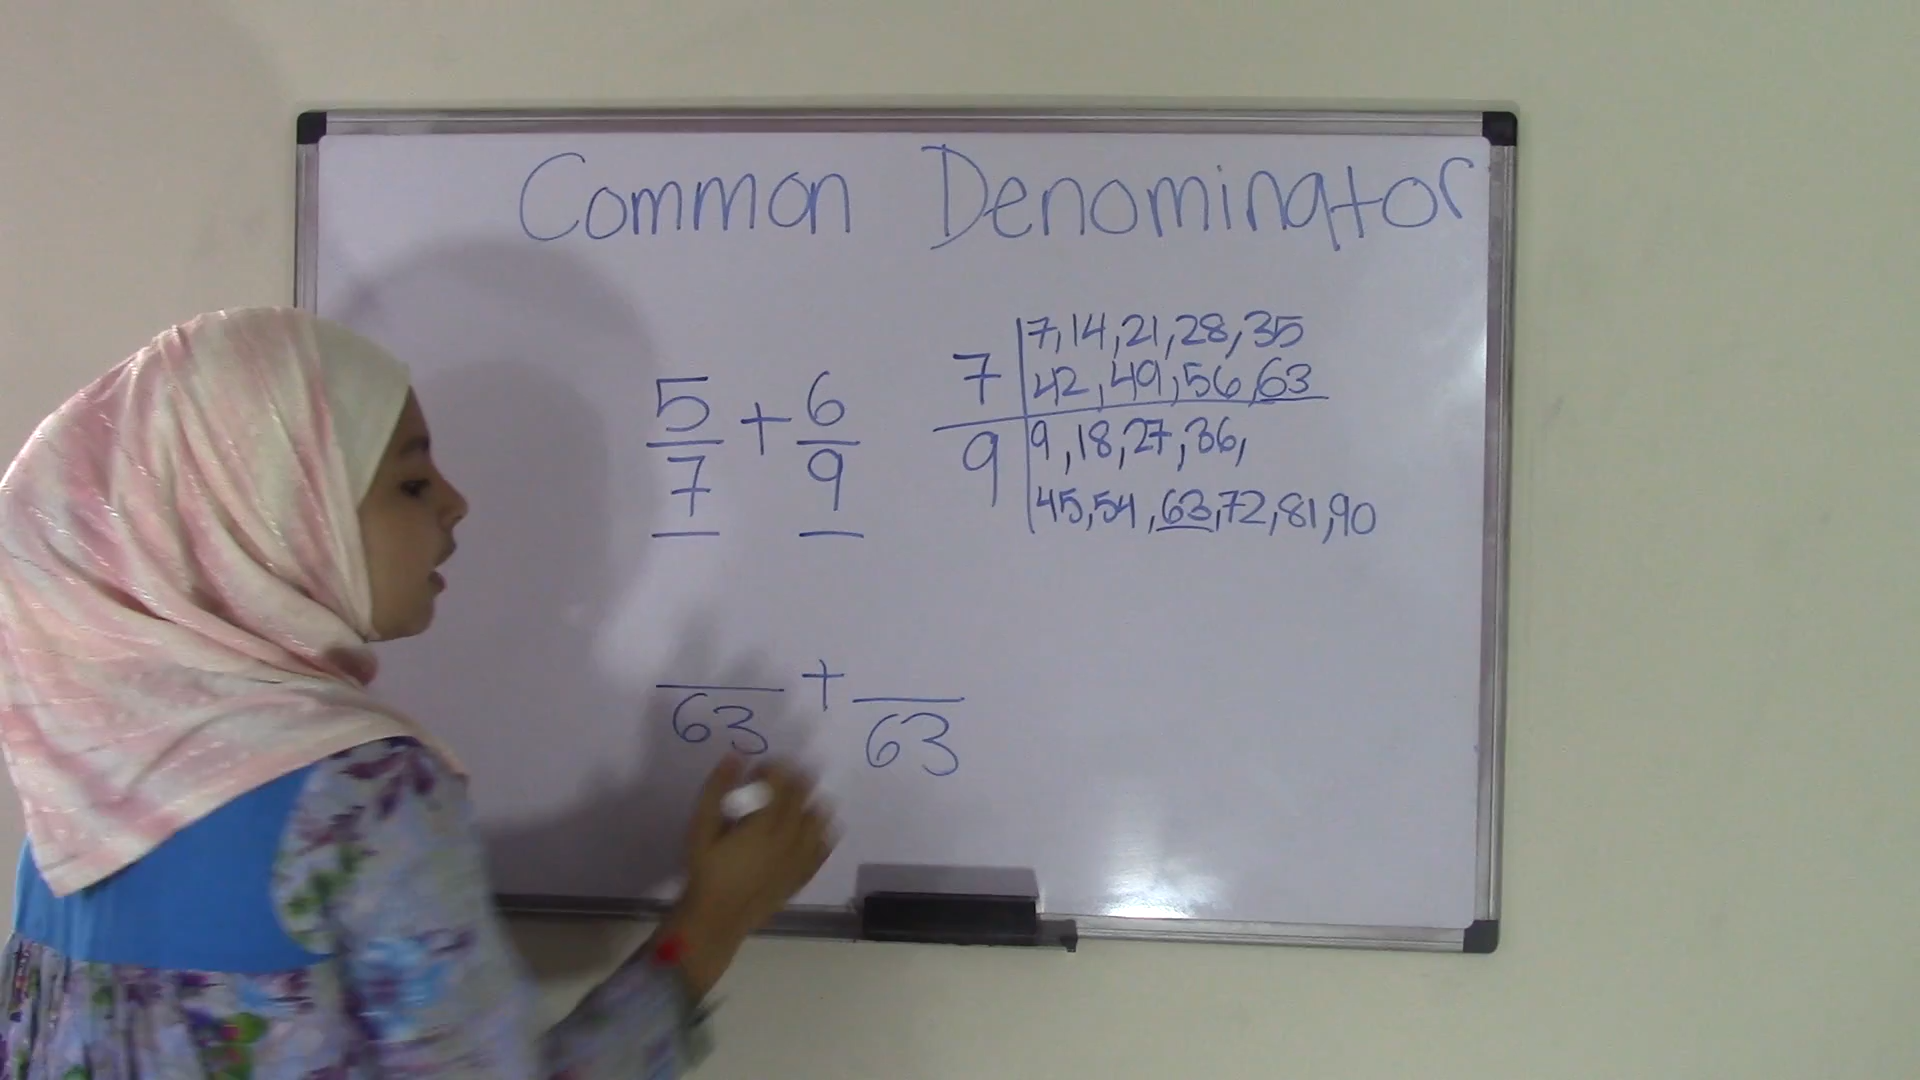 Common Denominator
5/7 + 6/9
7 | 7, 14, 21, 28, 35
42, 49, 56, 63
9 | 9, 18, 27, 36,
45, 54, 63, 72, 81, 90
/63 + /63